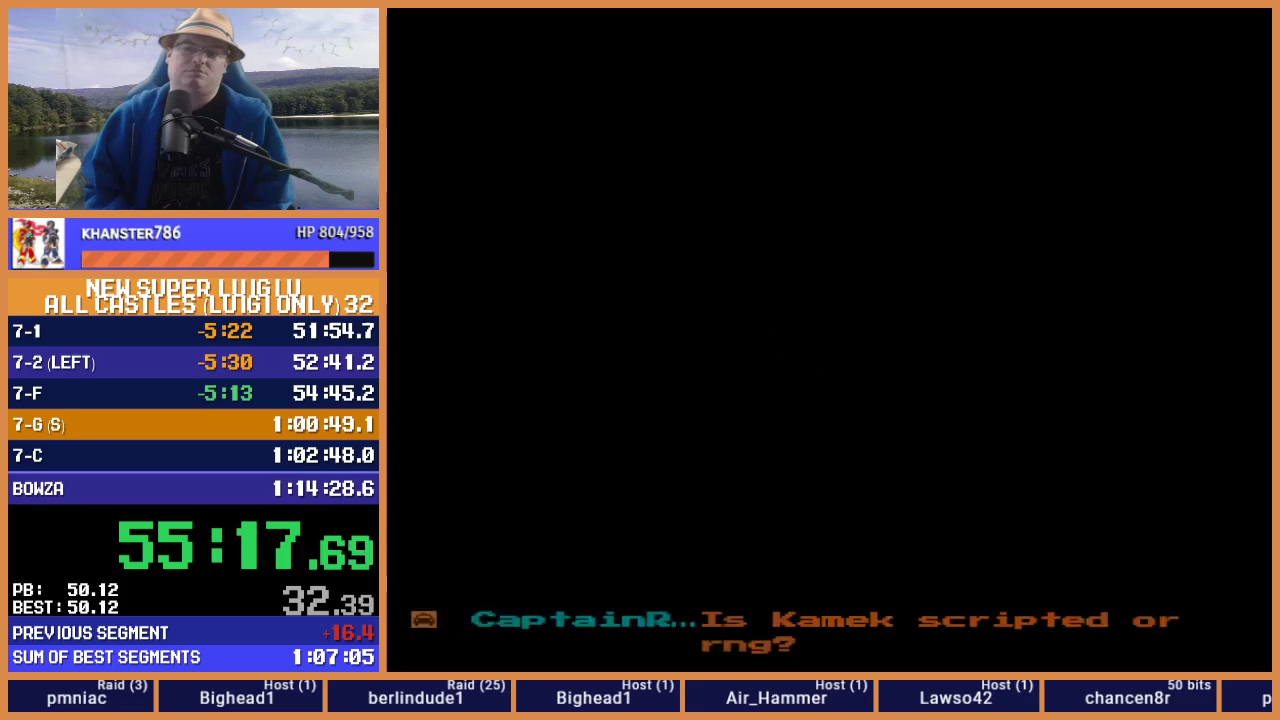 KHANSTER786 HP 804/958
NEW SUPER LUIGI U
ALL CASTLES (LUIGI ONLY) 32
7-1 -5:22 51:54.7
7-2 (LEFT) -5:30 52:41.2
7-F -5:13 54:45.2
7-G (S) 1:00:49.1
7-C 1:02:48.0
BOWZA 1:14:28.6
55:17.69
PB: 50.12
BEST: 50.12
32.39
PREVIOUS SEGMENT +16.4
SUM OF BEST SEGMENTS 1:07:05
CaptainR... Is Kamek scripted or
rng?
Raid (3) Host (1) Raid (25) Host (1) Host (1) Host (1) 50 bits
pmniac Bighead1 berlindude1 Bighead1 Air_Hammer Lawso42 chancen8r p